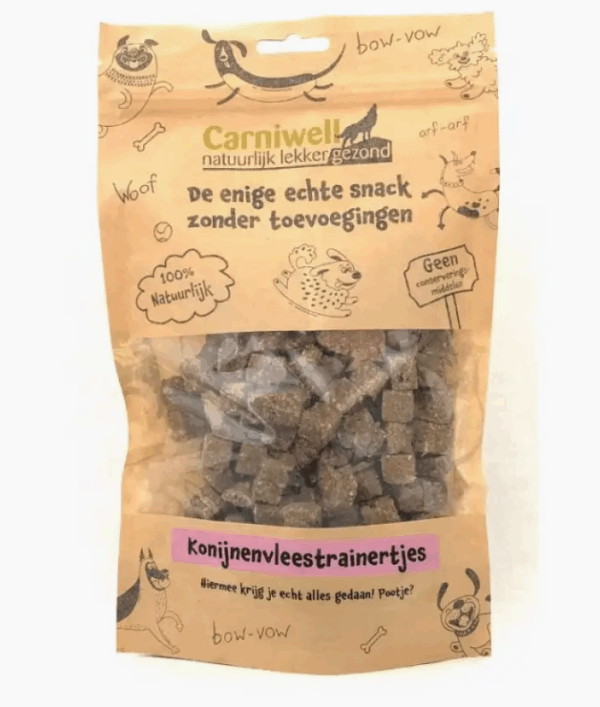 bow-vow
arf-arf
Carniwell
natuurlijk lekker gezond
Woof
De enige echte snack
zonder toevoegingen
100%
Natuurlijk
Geen
conserverings-
middelen
Konijnenvleestrainertjes
Hiermee krijg je echt alles gedaan! Pootje?
bow-vow